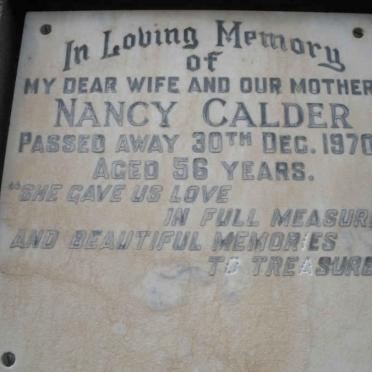 In Loving Memory
of
MY DEAR WIFE AND OUR MOTHER
NANCY CALDER
PASSED AWAY 30TH DEC. 1970
AGED 56 YEARS.
"SHE GAVE US LOVE
IN FULL MEASURE
AND BEAUTIFUL MEMORIES
TO TREASURE